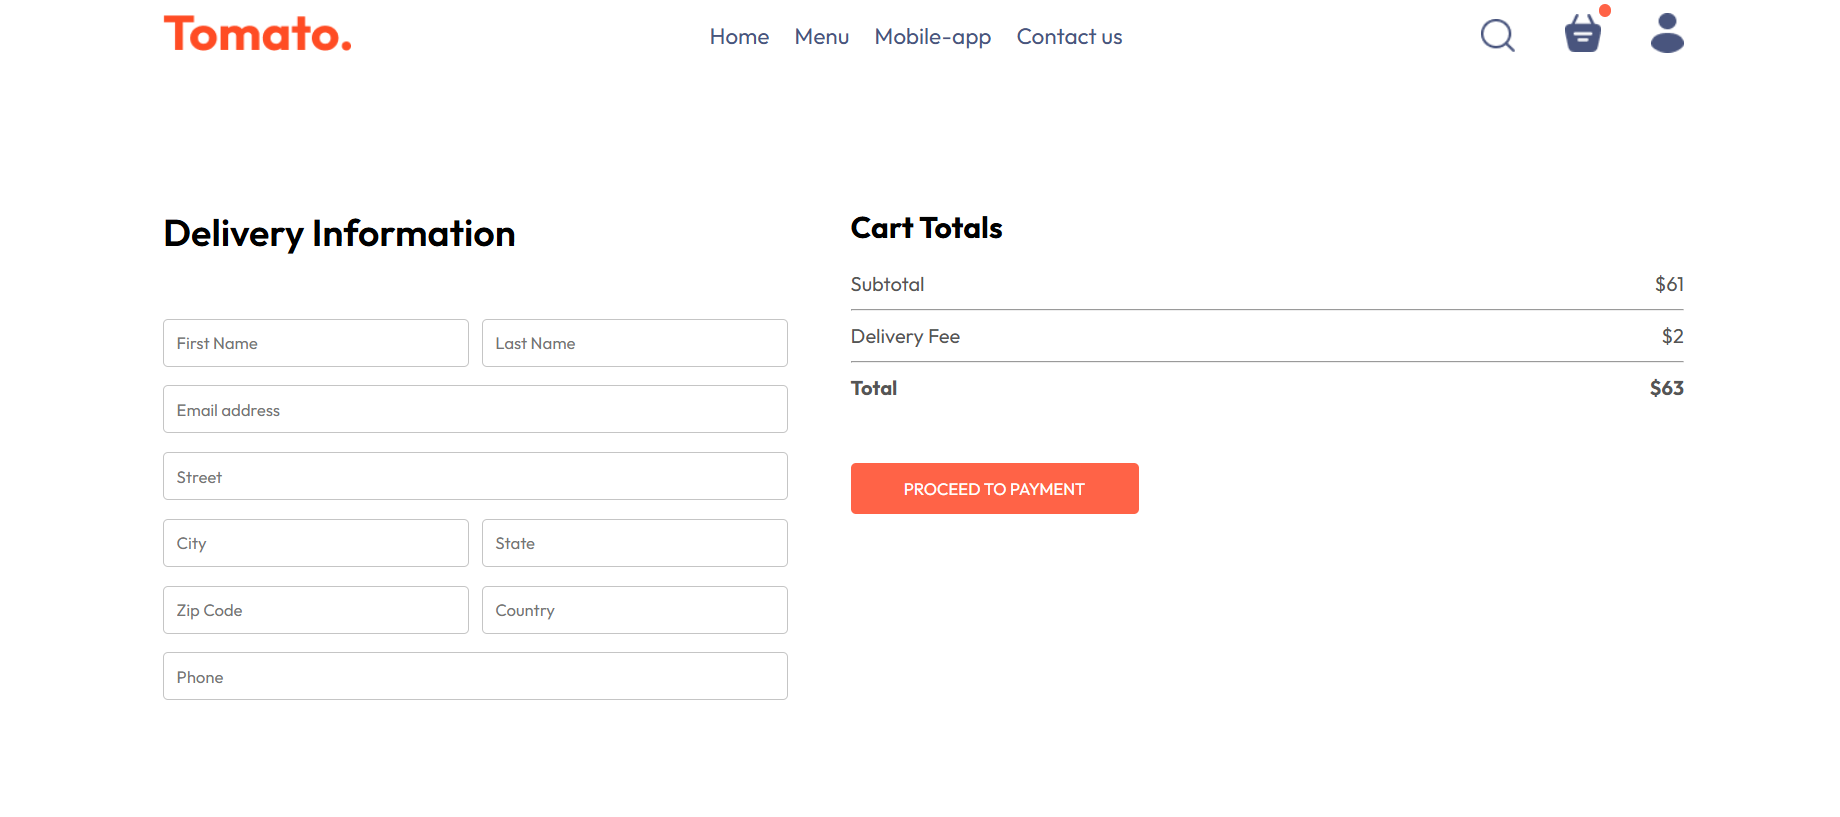 Tomato.
Home Menu Mobile-app Contact us
Delivery Information
First Name Last Name
Email address
Street
City State
Zip Code Country
Phone
Cart Totals
Subtotal $61
Delivery Fee $2
Total $63
PROCEED TO PAYMENT